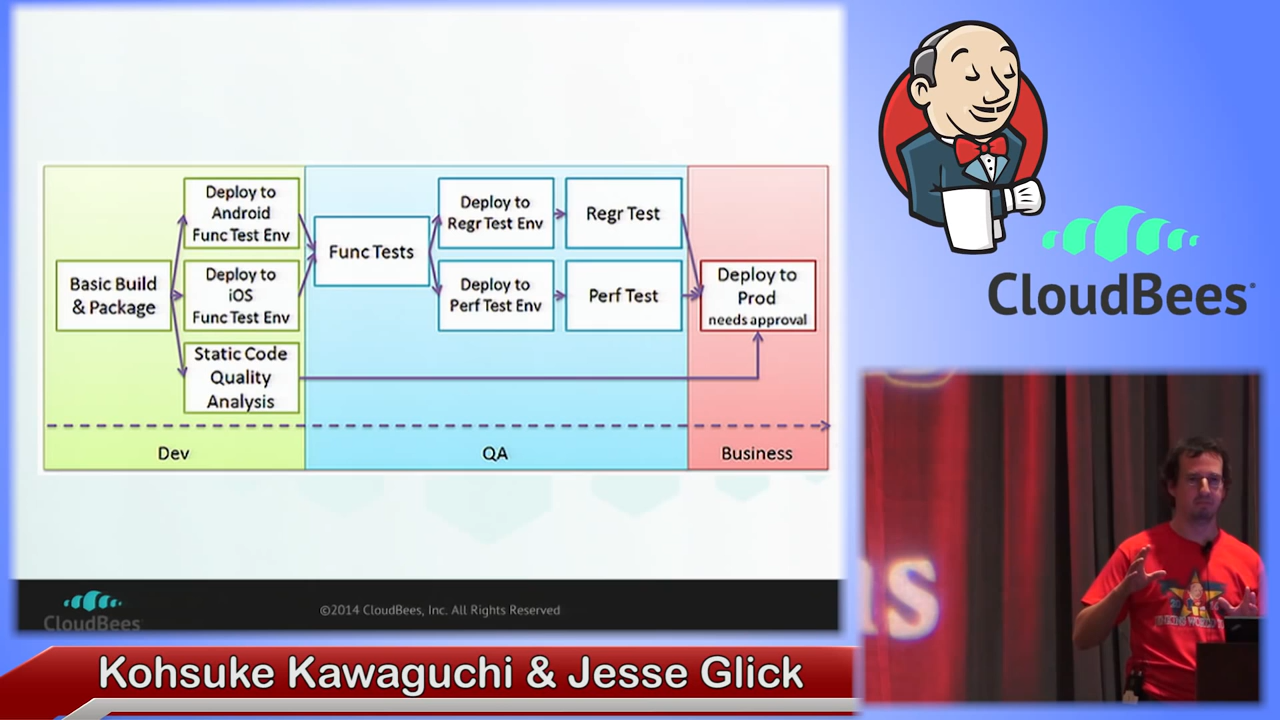 Basic Build
& Package
Deploy to
Android
Func Test Env
Deploy to
iOS
Func Test Env
Static Code
Quality
Analysis
Func Tests
Deploy to
Regr Test Env
Regr Test
Deploy to
Perf Test Env
Perf Test
Deploy to
Prod
needs approval
Dev
QA
Business
CloudBees
©2014 CloudBees, Inc. All Rights Reserved
CloudBees
Kohsuke Kawaguchi & Jesse Glick